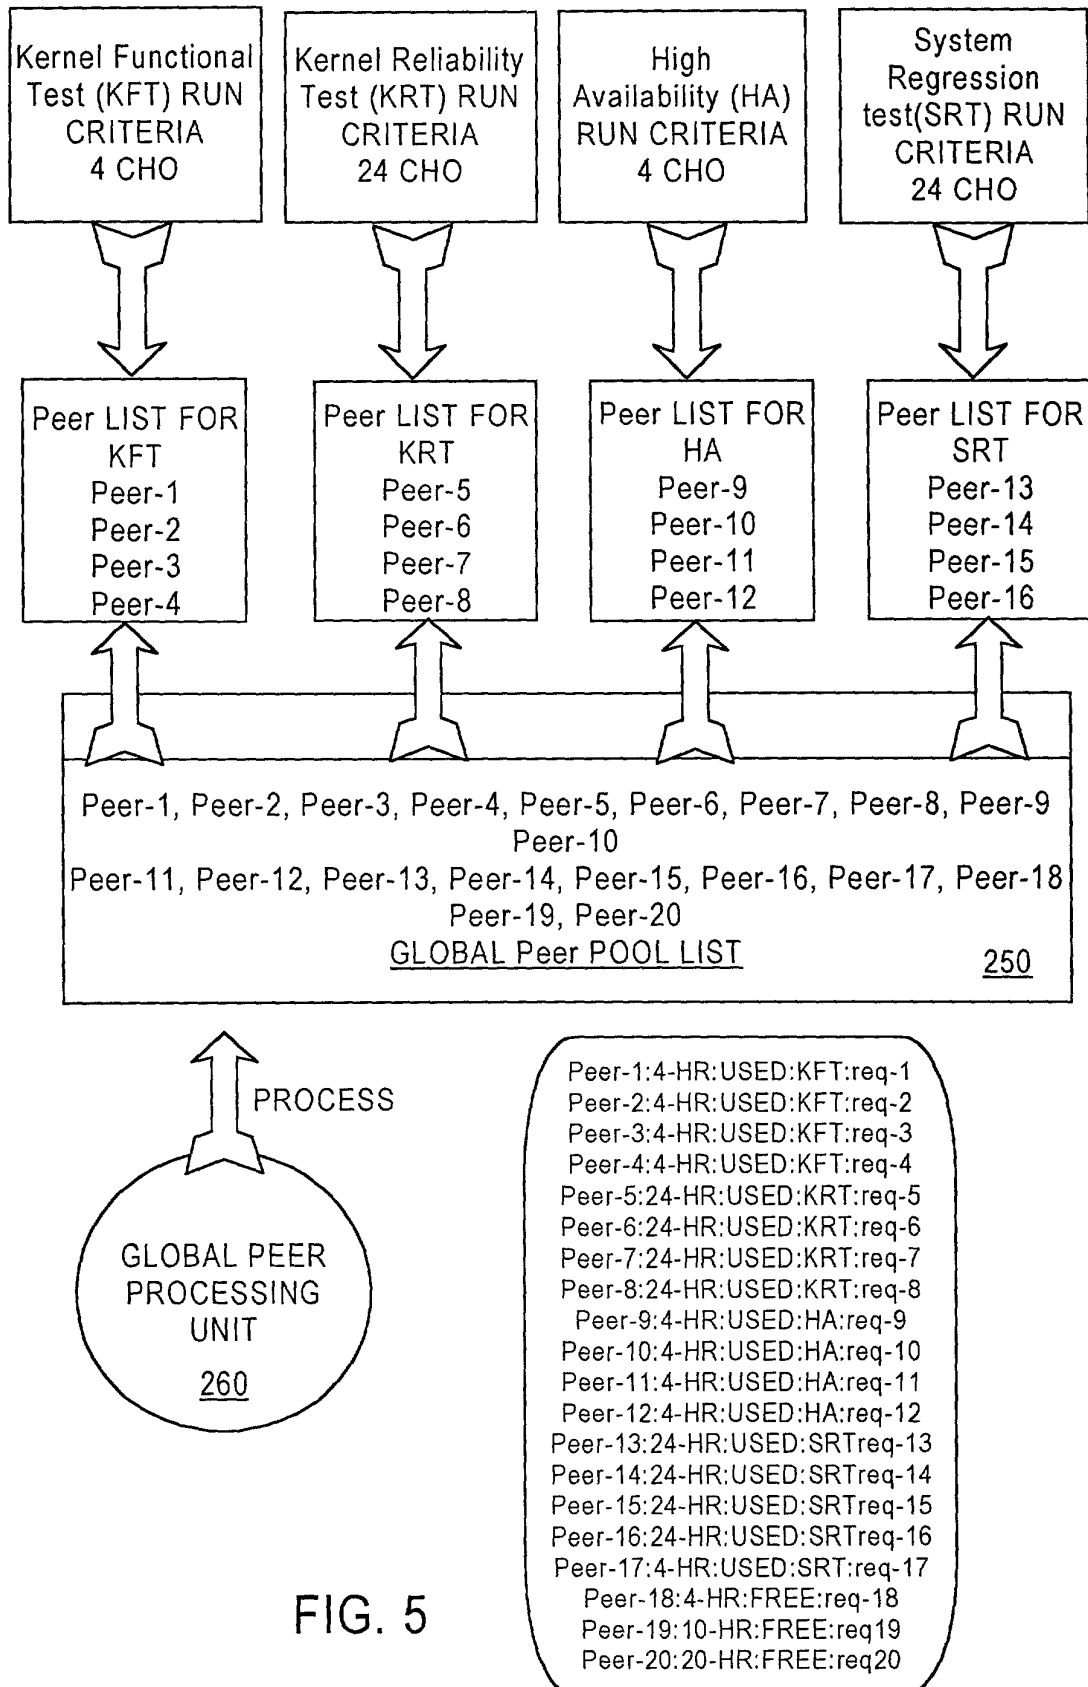 Kernel Functional
Test (KFT) RUN
CRITERIA
4 CHO
Kernel Reliability
Test (KRT) RUN
CRITERIA
24 CHO
High
Availability (HA)
RUN CRITERIA
4 CHO
System
Regression
test(SRT) RUN
CRITERIA
24 CHO
Peer LIST FOR
KFT
Peer-1
Peer-2
Peer-3
Peer-4
Peer LIST FOR
KRT
Peer-5
Peer-6
Peer-7
Peer-8
Peer LIST FOR
HA
Peer-9
Peer-10
Peer-11
Peer-12
Peer LIST FOR
SRT
Peer-13
Peer-14
Peer-15
Peer-16
Peer-1, Peer-2, Peer-3, Peer-4, Peer-5, Peer-6, Peer-7, Peer-8, Peer-9
Peer-10
Peer-11, Peer-12, Peer-13, Peer-14, Peer-15, Peer-16, Peer-17, Peer-18
Peer-19, Peer-20
GLOBAL Peer POOL LIST
250
PROCESS
GLOBAL PEER
PROCESSING
UNIT
260
Peer-1:4-HR:USED:KFT:req-1
Peer-2:4-HR:USED:KFT:req-2
Peer-3:4-HR:USED:KFT:req-3
Peer-4:4-HR:USED:KFT:req-4
Peer-5:24-HR:USED:KRT:req-5
Peer-6:24-HR:USED:KRT:req-6
Peer-7:24-HR:USED:KRT:req-7
Peer-8:24-HR:USED:KRT:req-8
Peer-9:4-HR:USED:HA:req-9
Peer-10:4-HR:USED:HA:req-10
Peer-11:4-HR:USED:HA:req-11
Peer-12:4-HR:USED:HA:req-12
Peer-13:24-HR:USED:SRTreq-13
Peer-14:24-HR:USED:SRTreq-14
Peer-15:24-HR:USED:SRTreq-15
Peer-16:24-HR:USED:SRTreq-16
Peer-17:4-HR:USED:SRT:req-17
Peer-18:4-HR:FREE:req-18
Peer-19:10-HR:FREE:req19
Peer-20:20-HR:FREE:req20
FIG. 5